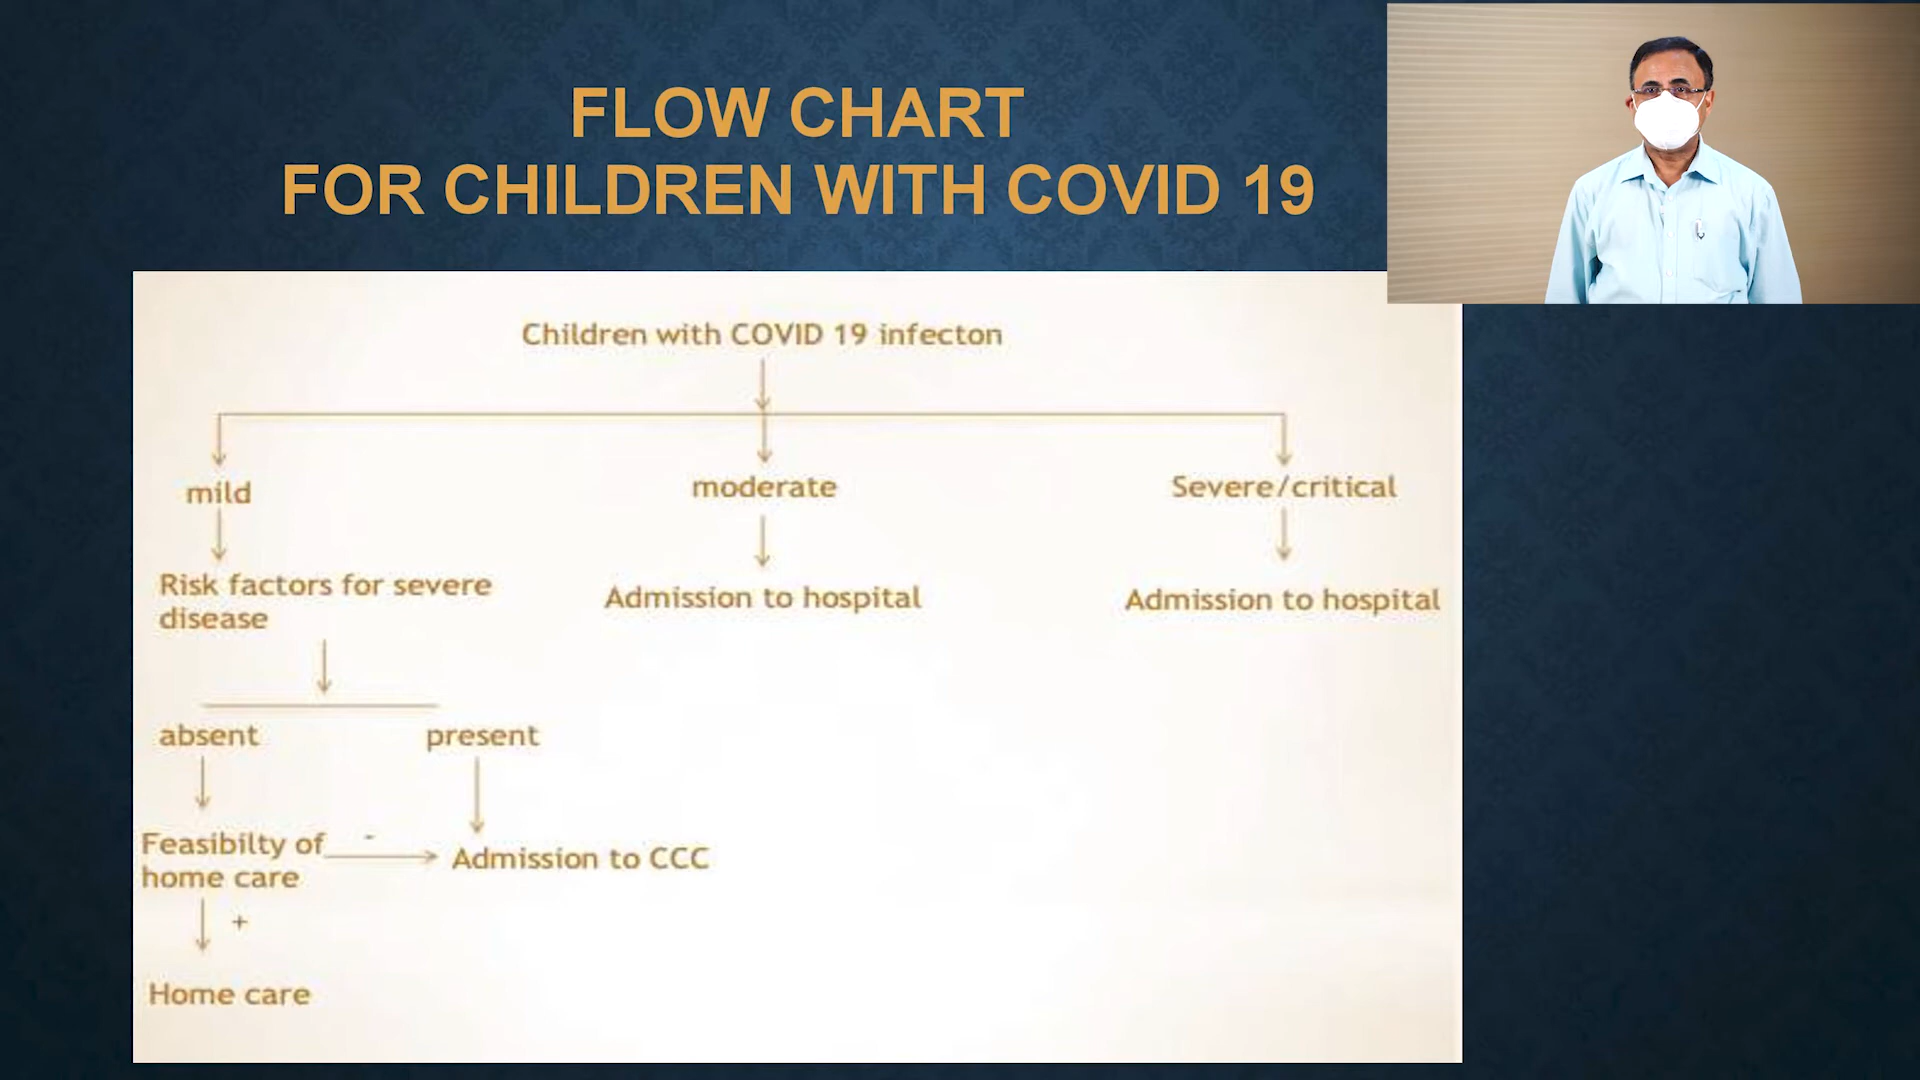 FLOW CHART
FOR CHILDREN WITH COVID 19
Children with COVID 19 infecton
mild
moderate
Severe/critical
Risk factors for severe
disease
Admission to hospital
Admission to hospital
absent
present
Feasibilty of
home care
-
Admission to CCC
+
Home care